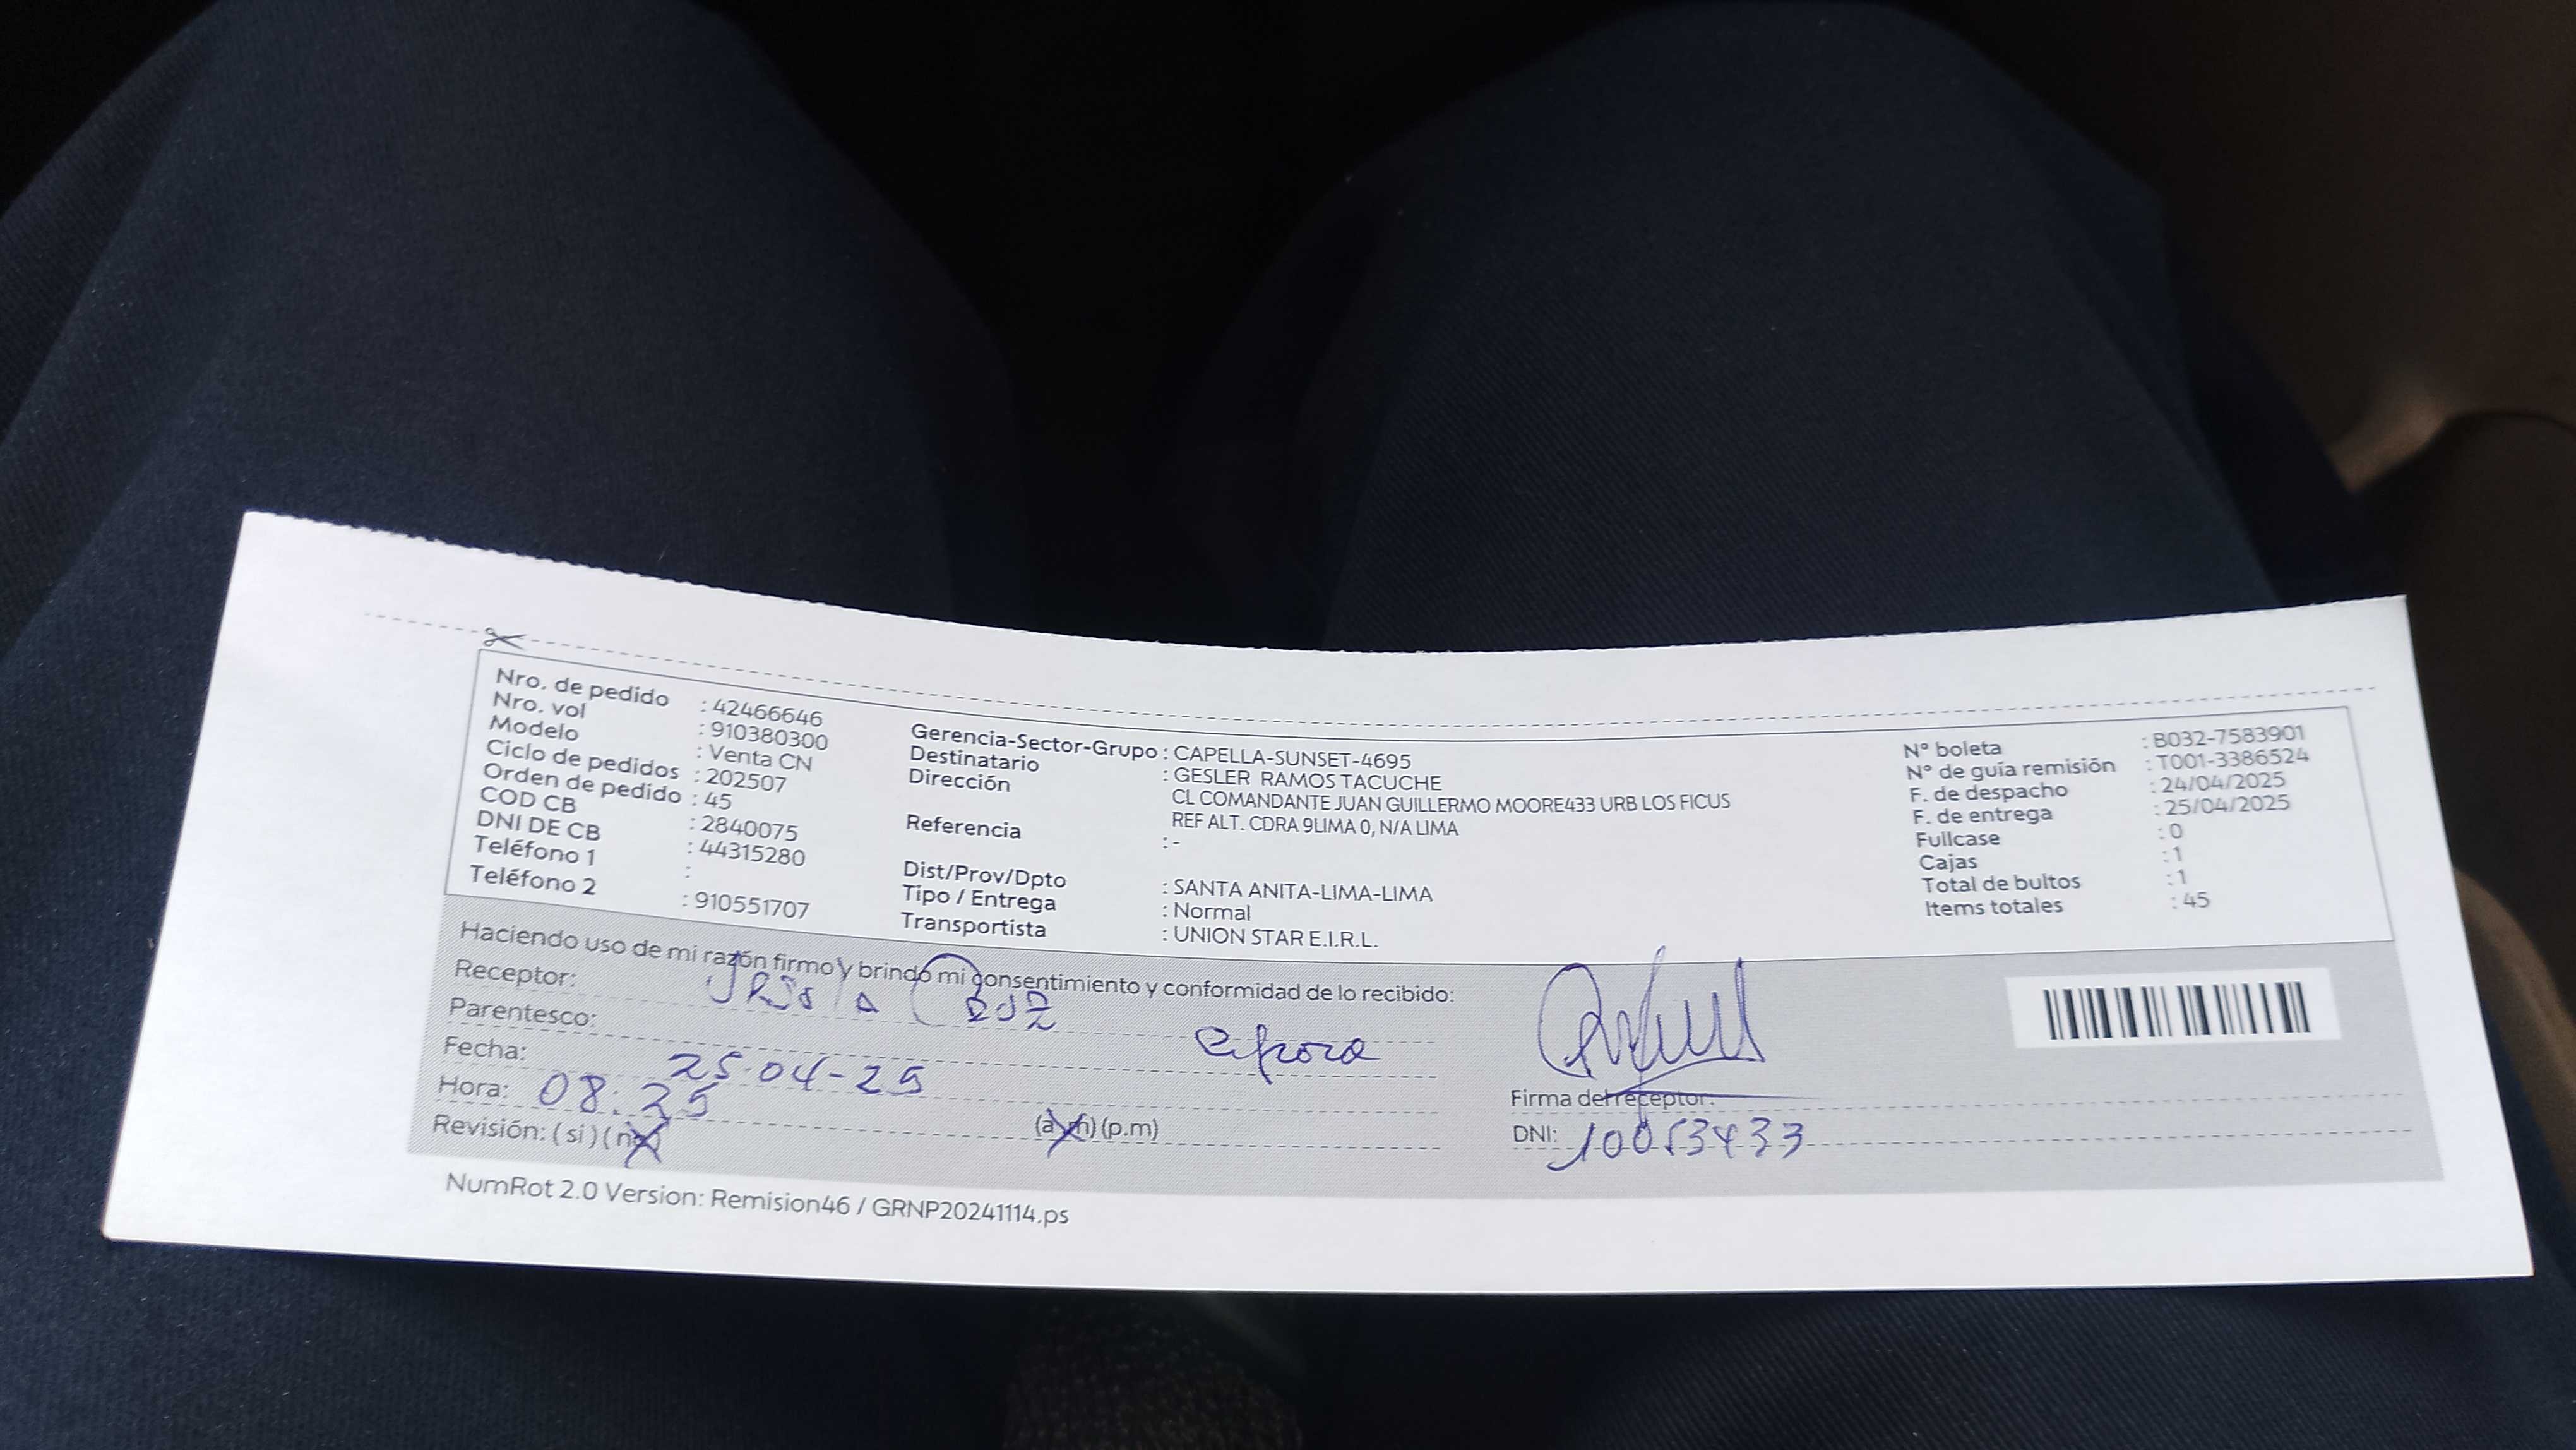 Nro. de pedido : 42466646
Nro. vol : 910380300
Modelo : Venta CN
Ciclo de pedidos : 202507
Orden de pedido : 45
COD CB : 2840075
DNI DE CB : 44315280
Teléfono 1 :
Teléfono 2 : 910551707
Gerencia-Sector-Grupo : CAPELLA-SUNSET-4695
Destinatario : GESLER RAMOS TACUCHE
Dirección CL COMANDANTE JUAN GUILLERMO MOORE433 URB LOS FICUS
REF ALT. CDRA 9LIMA 0, N/A LIMA
Referencia : -
Dist/Prov/Dpto : SANTA ANITA-LIMA-LIMA
Tipo / Entrega : Normal
Transportista : UNION STAR E.I.R.L.
N° boleta : B032-7583901
N° de guía remisión : T001-3386524
F. de despacho : 24/04/2025
F. de entrega : 25/04/2025
Fullcase : 0
Cajas : 1
Total de bultos : 1
Items totales : 45
Haciendo uso de mi razón firmo y brindo mi consentimiento y conformidad de lo recibido:
Receptor:
Parentesco: Esposa
Fecha: 25-04-25
Hora: 08:25 (a.m) (p.m)
Revisión: ( si ) ( no )
Firma del receptor:
DNI: 10053433
NumRot 2.0 Version: Remision46 / GRNP20241114.ps